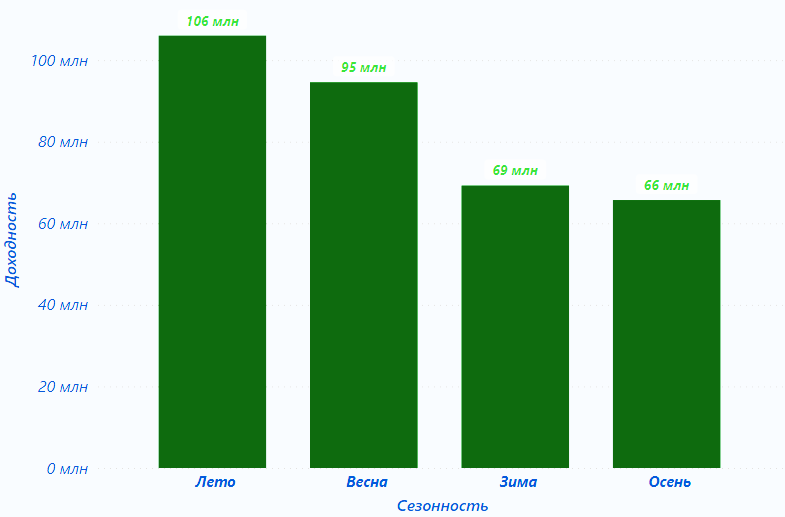 106 млн
95 млн
69 млн
66 млн
100 млн
80 млн
60 млн
40 млн
20 млн
0 млн
Доходность
Лето
Весна
Зима
Осень
Сезонность